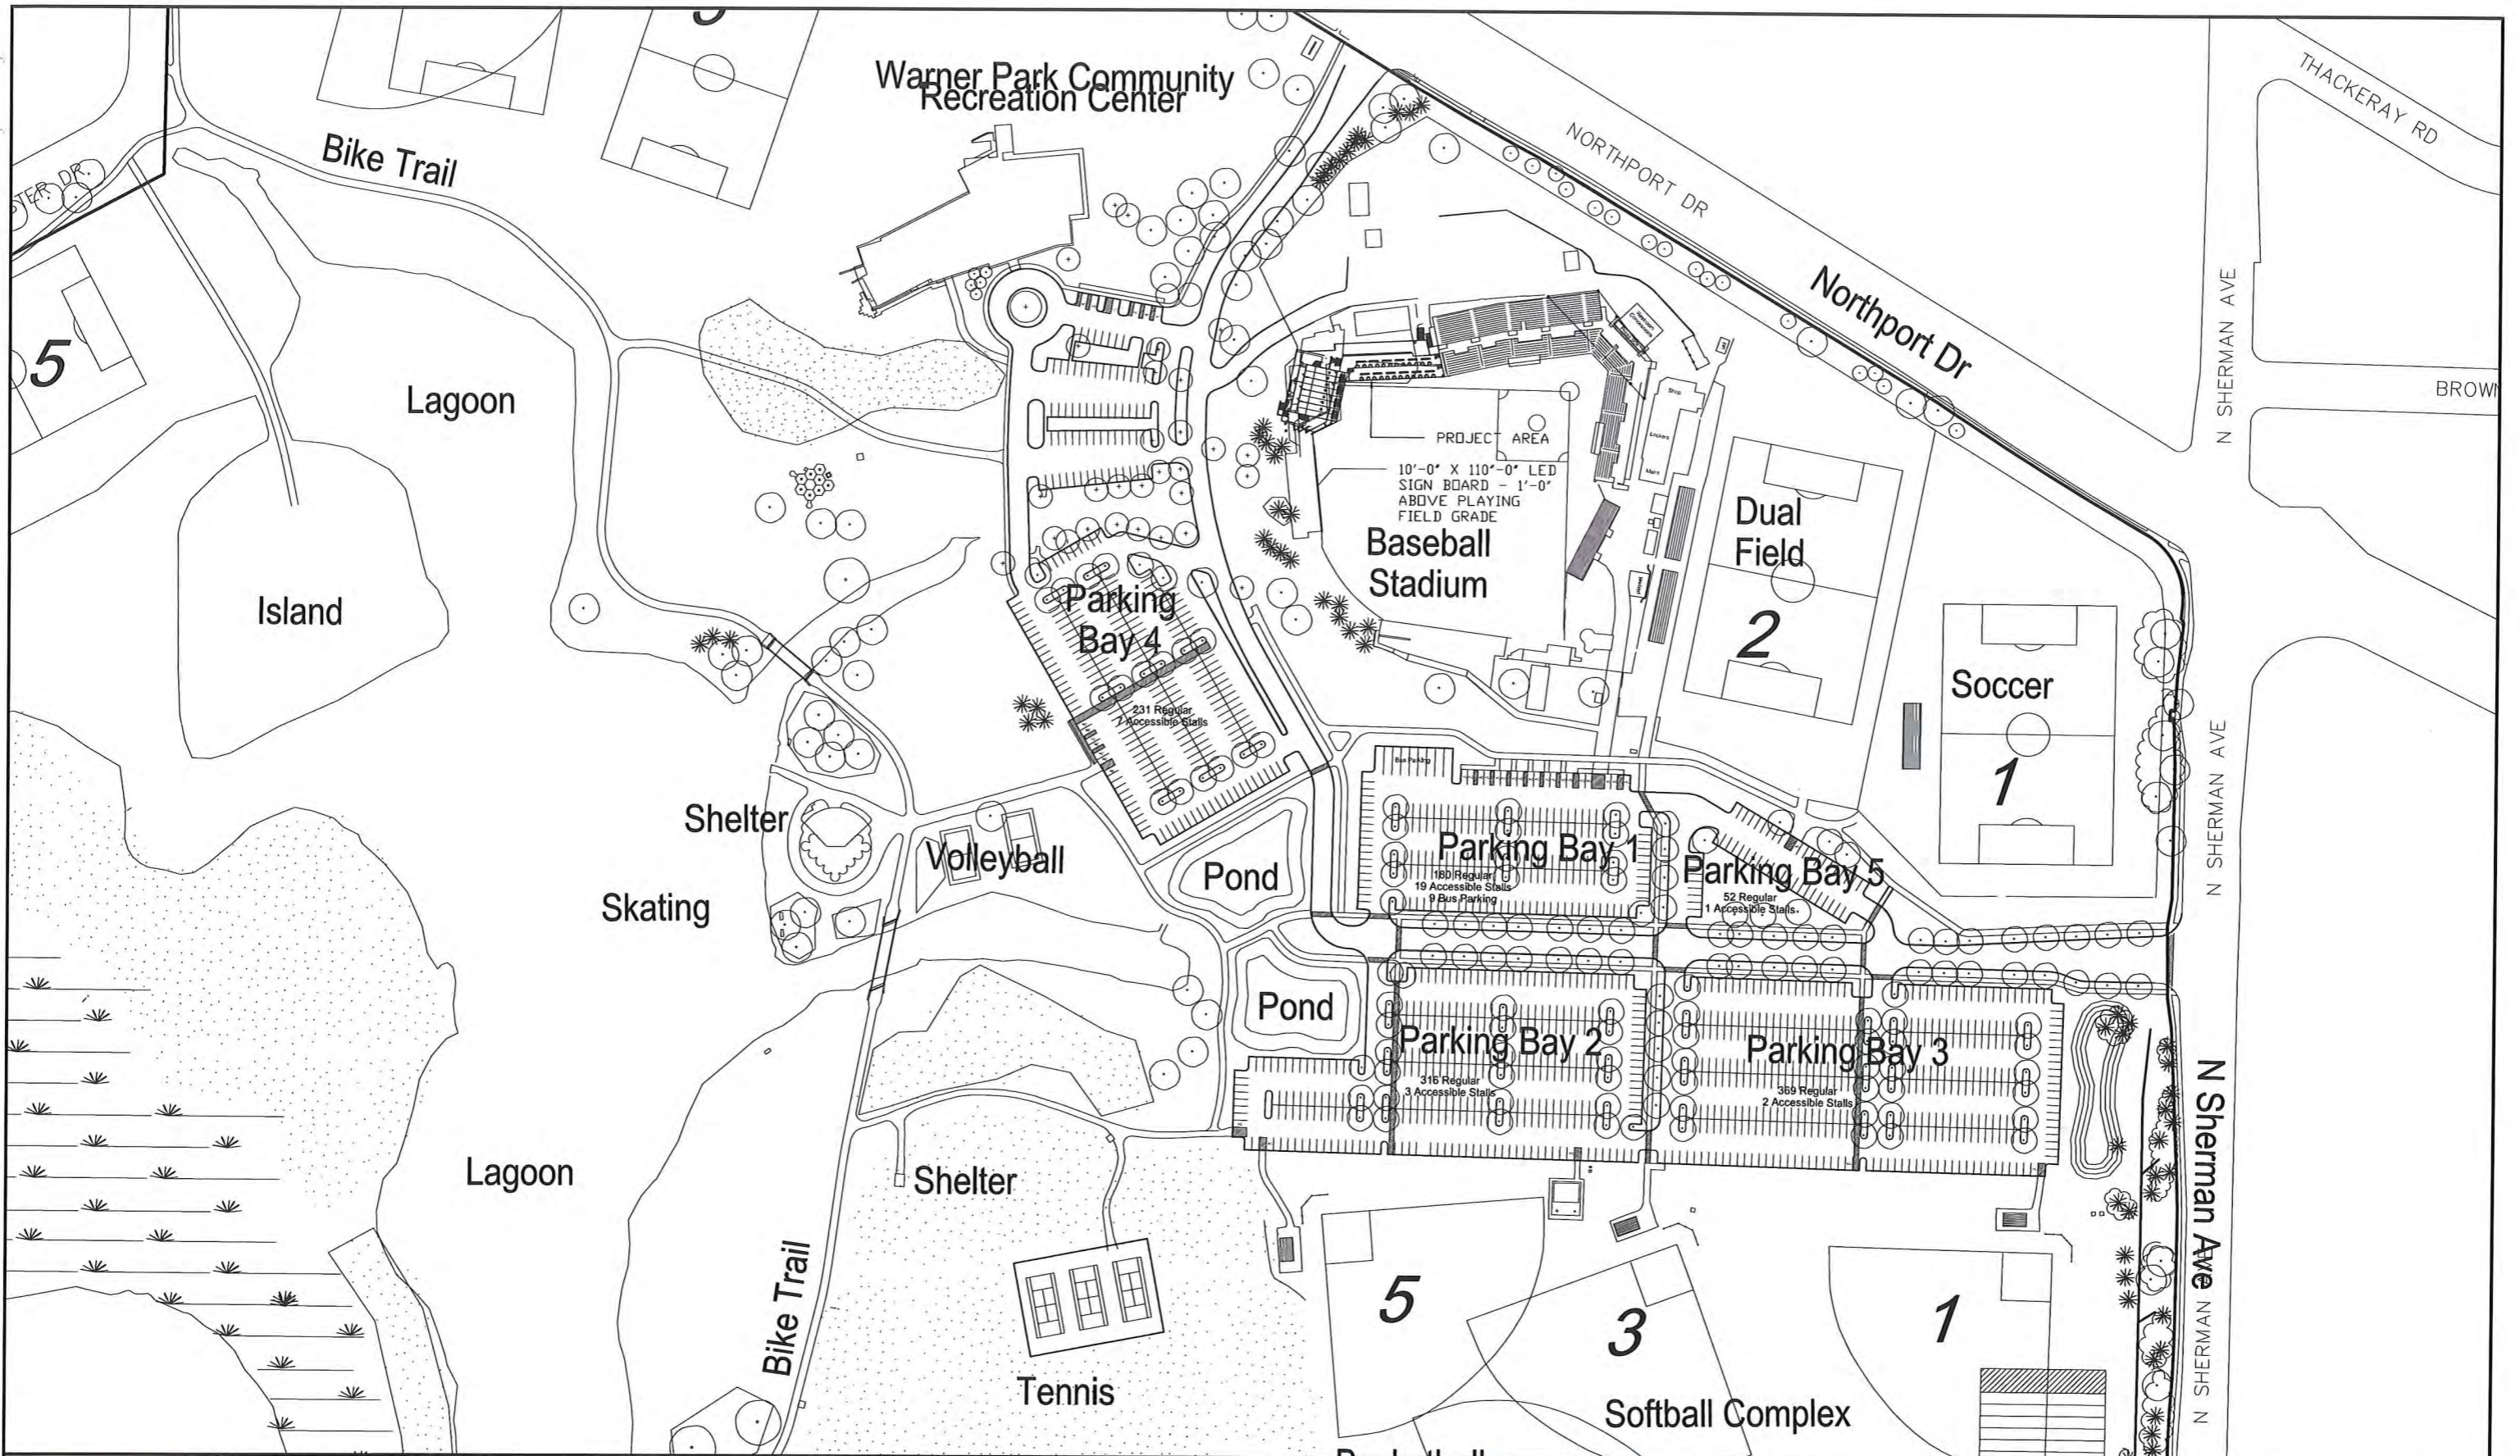 Warner Park Community
Recreation Center
THACKERAY RD
NORTHPORT DR
Bike Trail
Northport Dr
N SHERMAN AVE
BROWN
5
Lagoon
PROJECT AREA
10'-0" X 110'-0" LED
SIGN BOARD - 1'-0"
ABOVE PLAYING
FIELD GRADE
Baseball
Stadium
Shop
Lockers
Maint
Dual
Field
2
Island
Parking
Bay 4
231 Regular
7 Accessible Stalls
Soccer
1
N SHERMAN AVE
Bus Parking
Shelter
Volleyball
Pond
Parking Bay 1
180 Regular
19 Accessible Stalls
9 Bus Parking
Parking Bay 5
52 Regular
1 Accessible Stalls
Skating
Pond
Parking Bay 2
316 Regular
3 Accessible Stalls
Parking Bay 3
369 Regular
2 Accessible Stalls
N Sherman Ave
Lagoon
Shelter
Bike Trail
5
3
1
N SHERMAN AVE
Tennis
Softball Complex